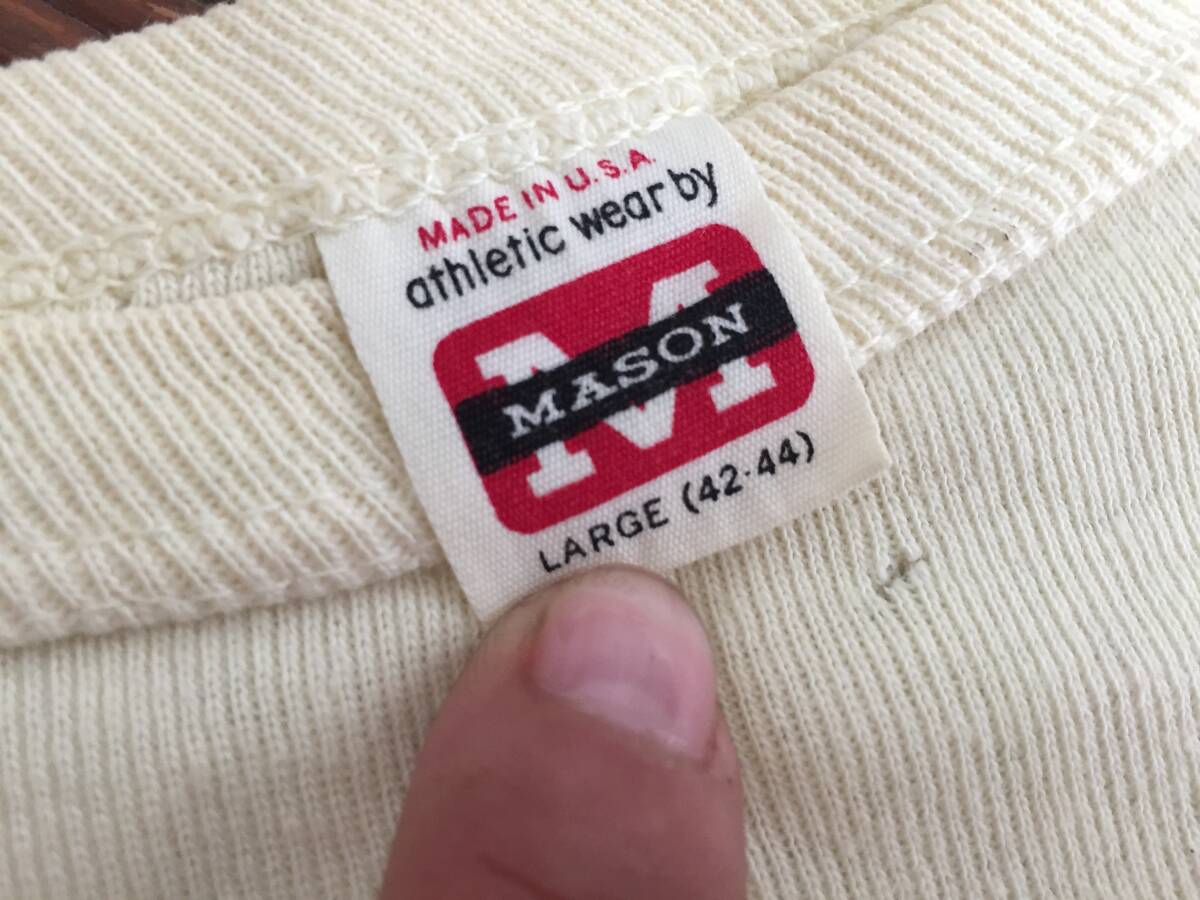 MADE IN U.S.A.
athletic wear by
M
MASON
LARGE (42-44)